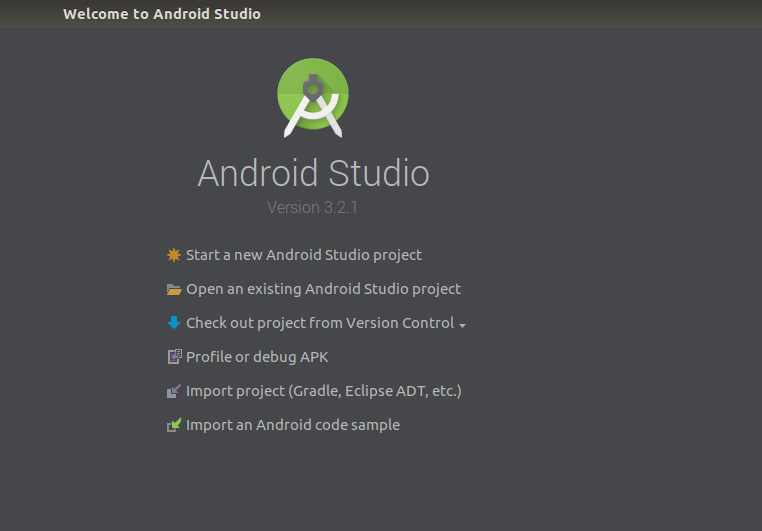 Welcome to Android Studio
Android Studio
Version 3.2.1
Start a new Android Studio project
Open an existing Android Studio project
Check out project from Version Control
Profile or debug APK
Import project (Gradle, Eclipse ADT, etc.)
Import an Android code sample